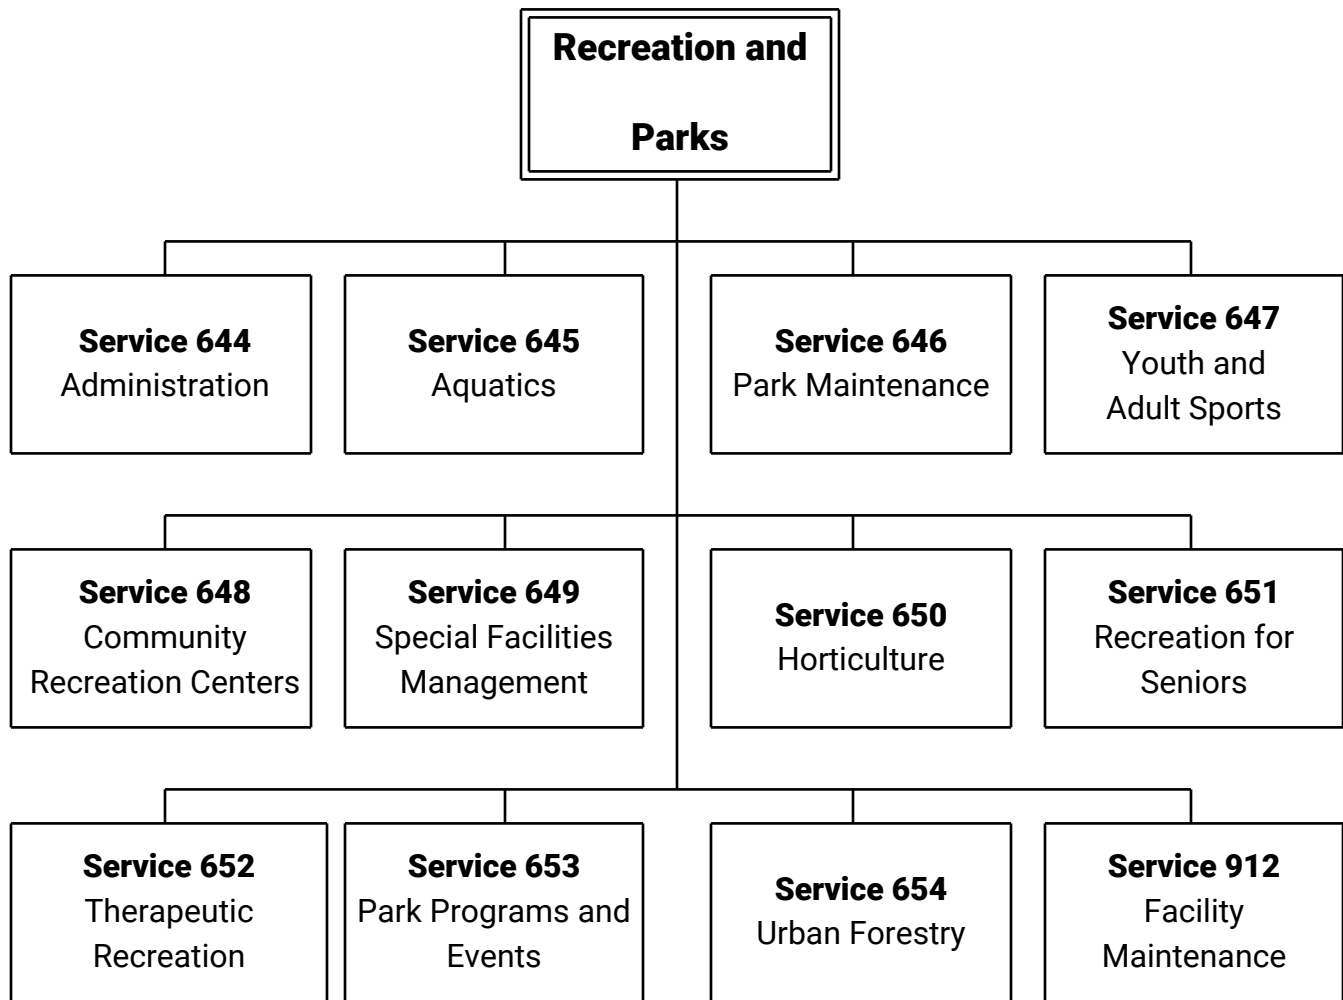 Recreation and
Parks
Service 644
Administration
Service 645
Aquatics
Service 646
Park Maintenance
Service 647
Youth and
Adult Sports
Service 648
Community
Recreation Centers
Service 649
Special Facilities
Management
Service 650
Horticulture
Service 651
Recreation for
Seniors
Service 652
Therapeutic
Recreation
Service 653
Park Programs and
Events
Service 654
Urban Forestry
Service 912
Facility
Maintenance